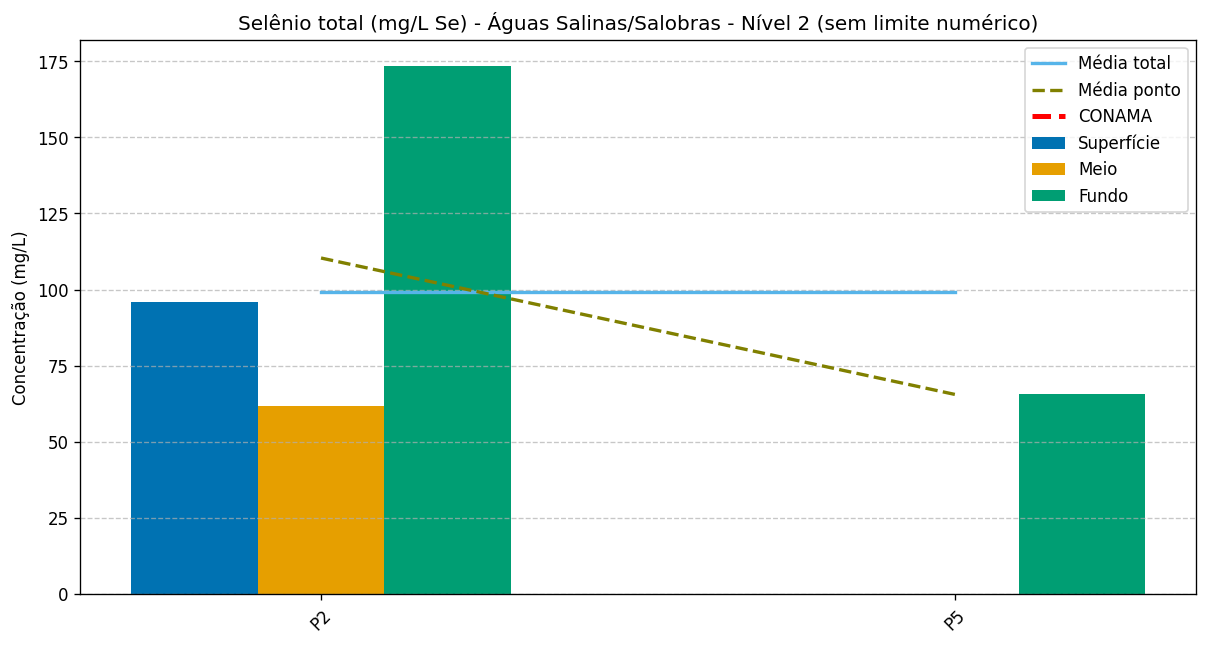 Selênio total (mg/L Se) - Águas Salinas/Salobras - Nível 2 (sem limite numérico)
Concentração (mg/L)
175
150
125
100
75
50
25
0
P2
P5
Média total
Média ponto
CONAMA
Superfície
Meio
Fundo